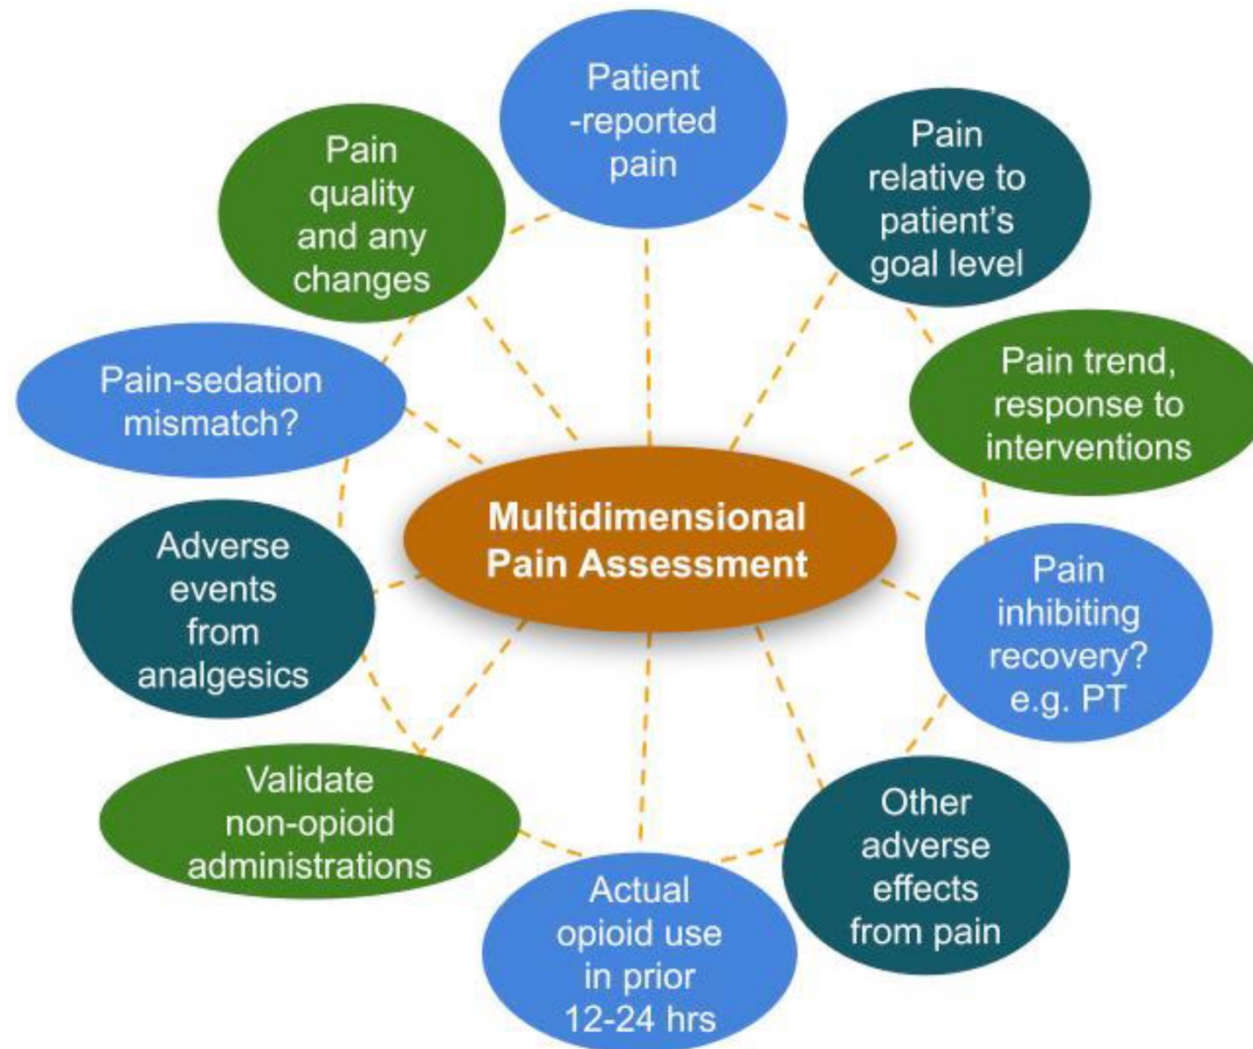 Patient
-reported
pain
Pain
relative to
patient's
goal level
Pain trend,
response to
interventions
Pain
inhibiting
recovery?
e.g. PT
Other
adverse
effects
from pain
Actual
opioid use
in prior
12-24 hrs
Validate
non-opioid
administrations
Adverse
events
from
analgesics
Pain-sedation
mismatch?
Pain
quality
and any
changes
Multidimensional
Pain Assessment